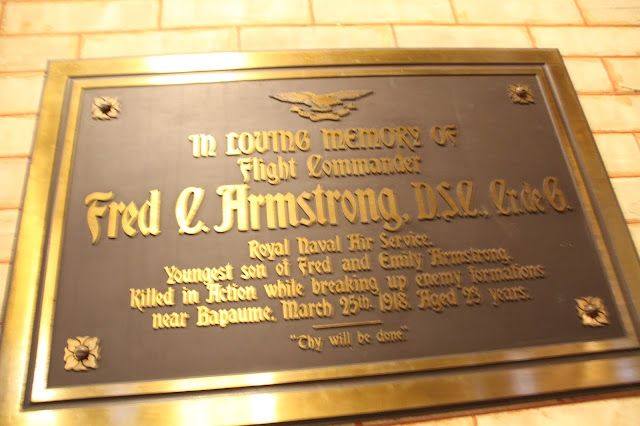 In Loving Memory Of
Flight Commander
Fred C. Armstrong, D.S.C., Cr. de G.
Royal Naval Air Service.
Youngest son of Fred and Emily Armstrong.
Killed in Action while breaking up enemy formations
near Bapaume, March 25th, 1918. Aged 23 years.
"Thy will be done."